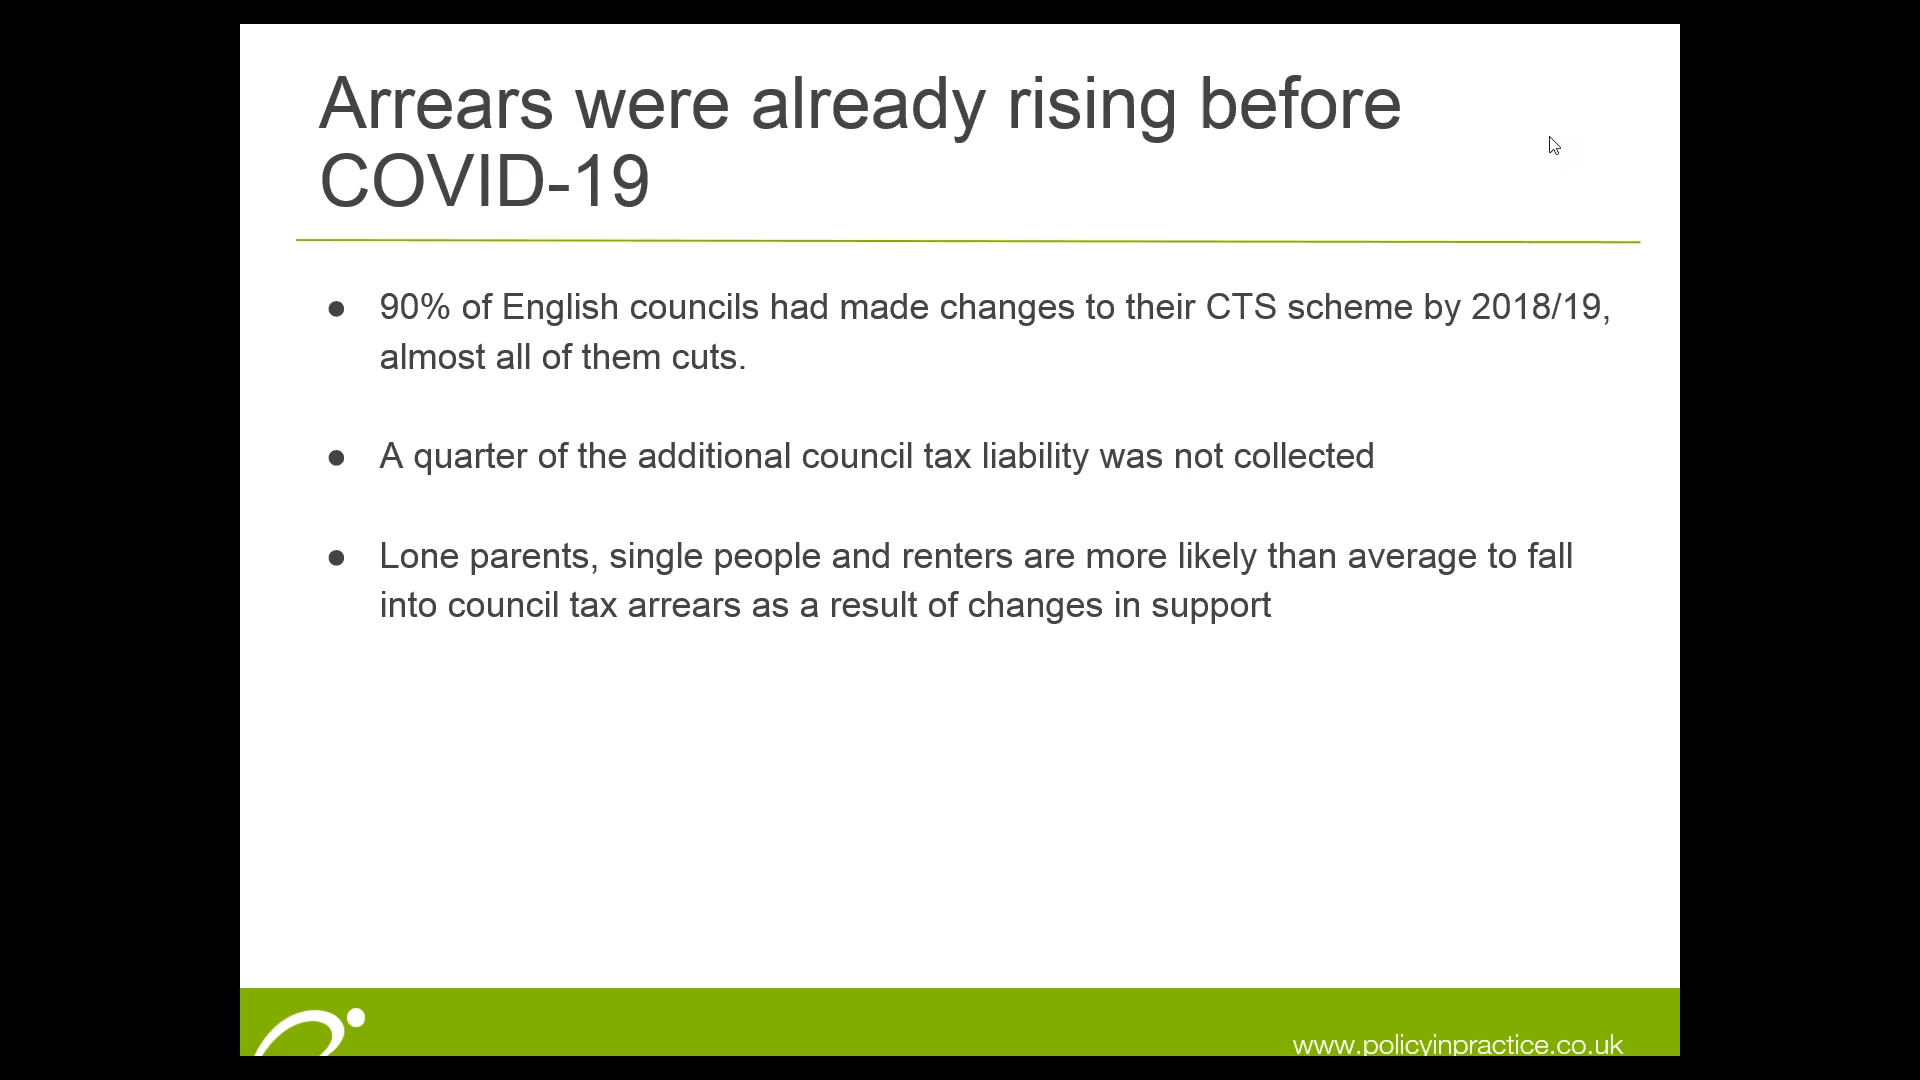 Arrears were already rising before
COVID-19
● 90% of English councils had made changes to their CTS scheme by 2018/19,
almost all of them cuts.
● A quarter of the additional council tax liability was not collected
● Lone parents, single people and renters are more likely than average to fall
into council tax arrears as a result of changes in support
www.policyinpractice.co.uk